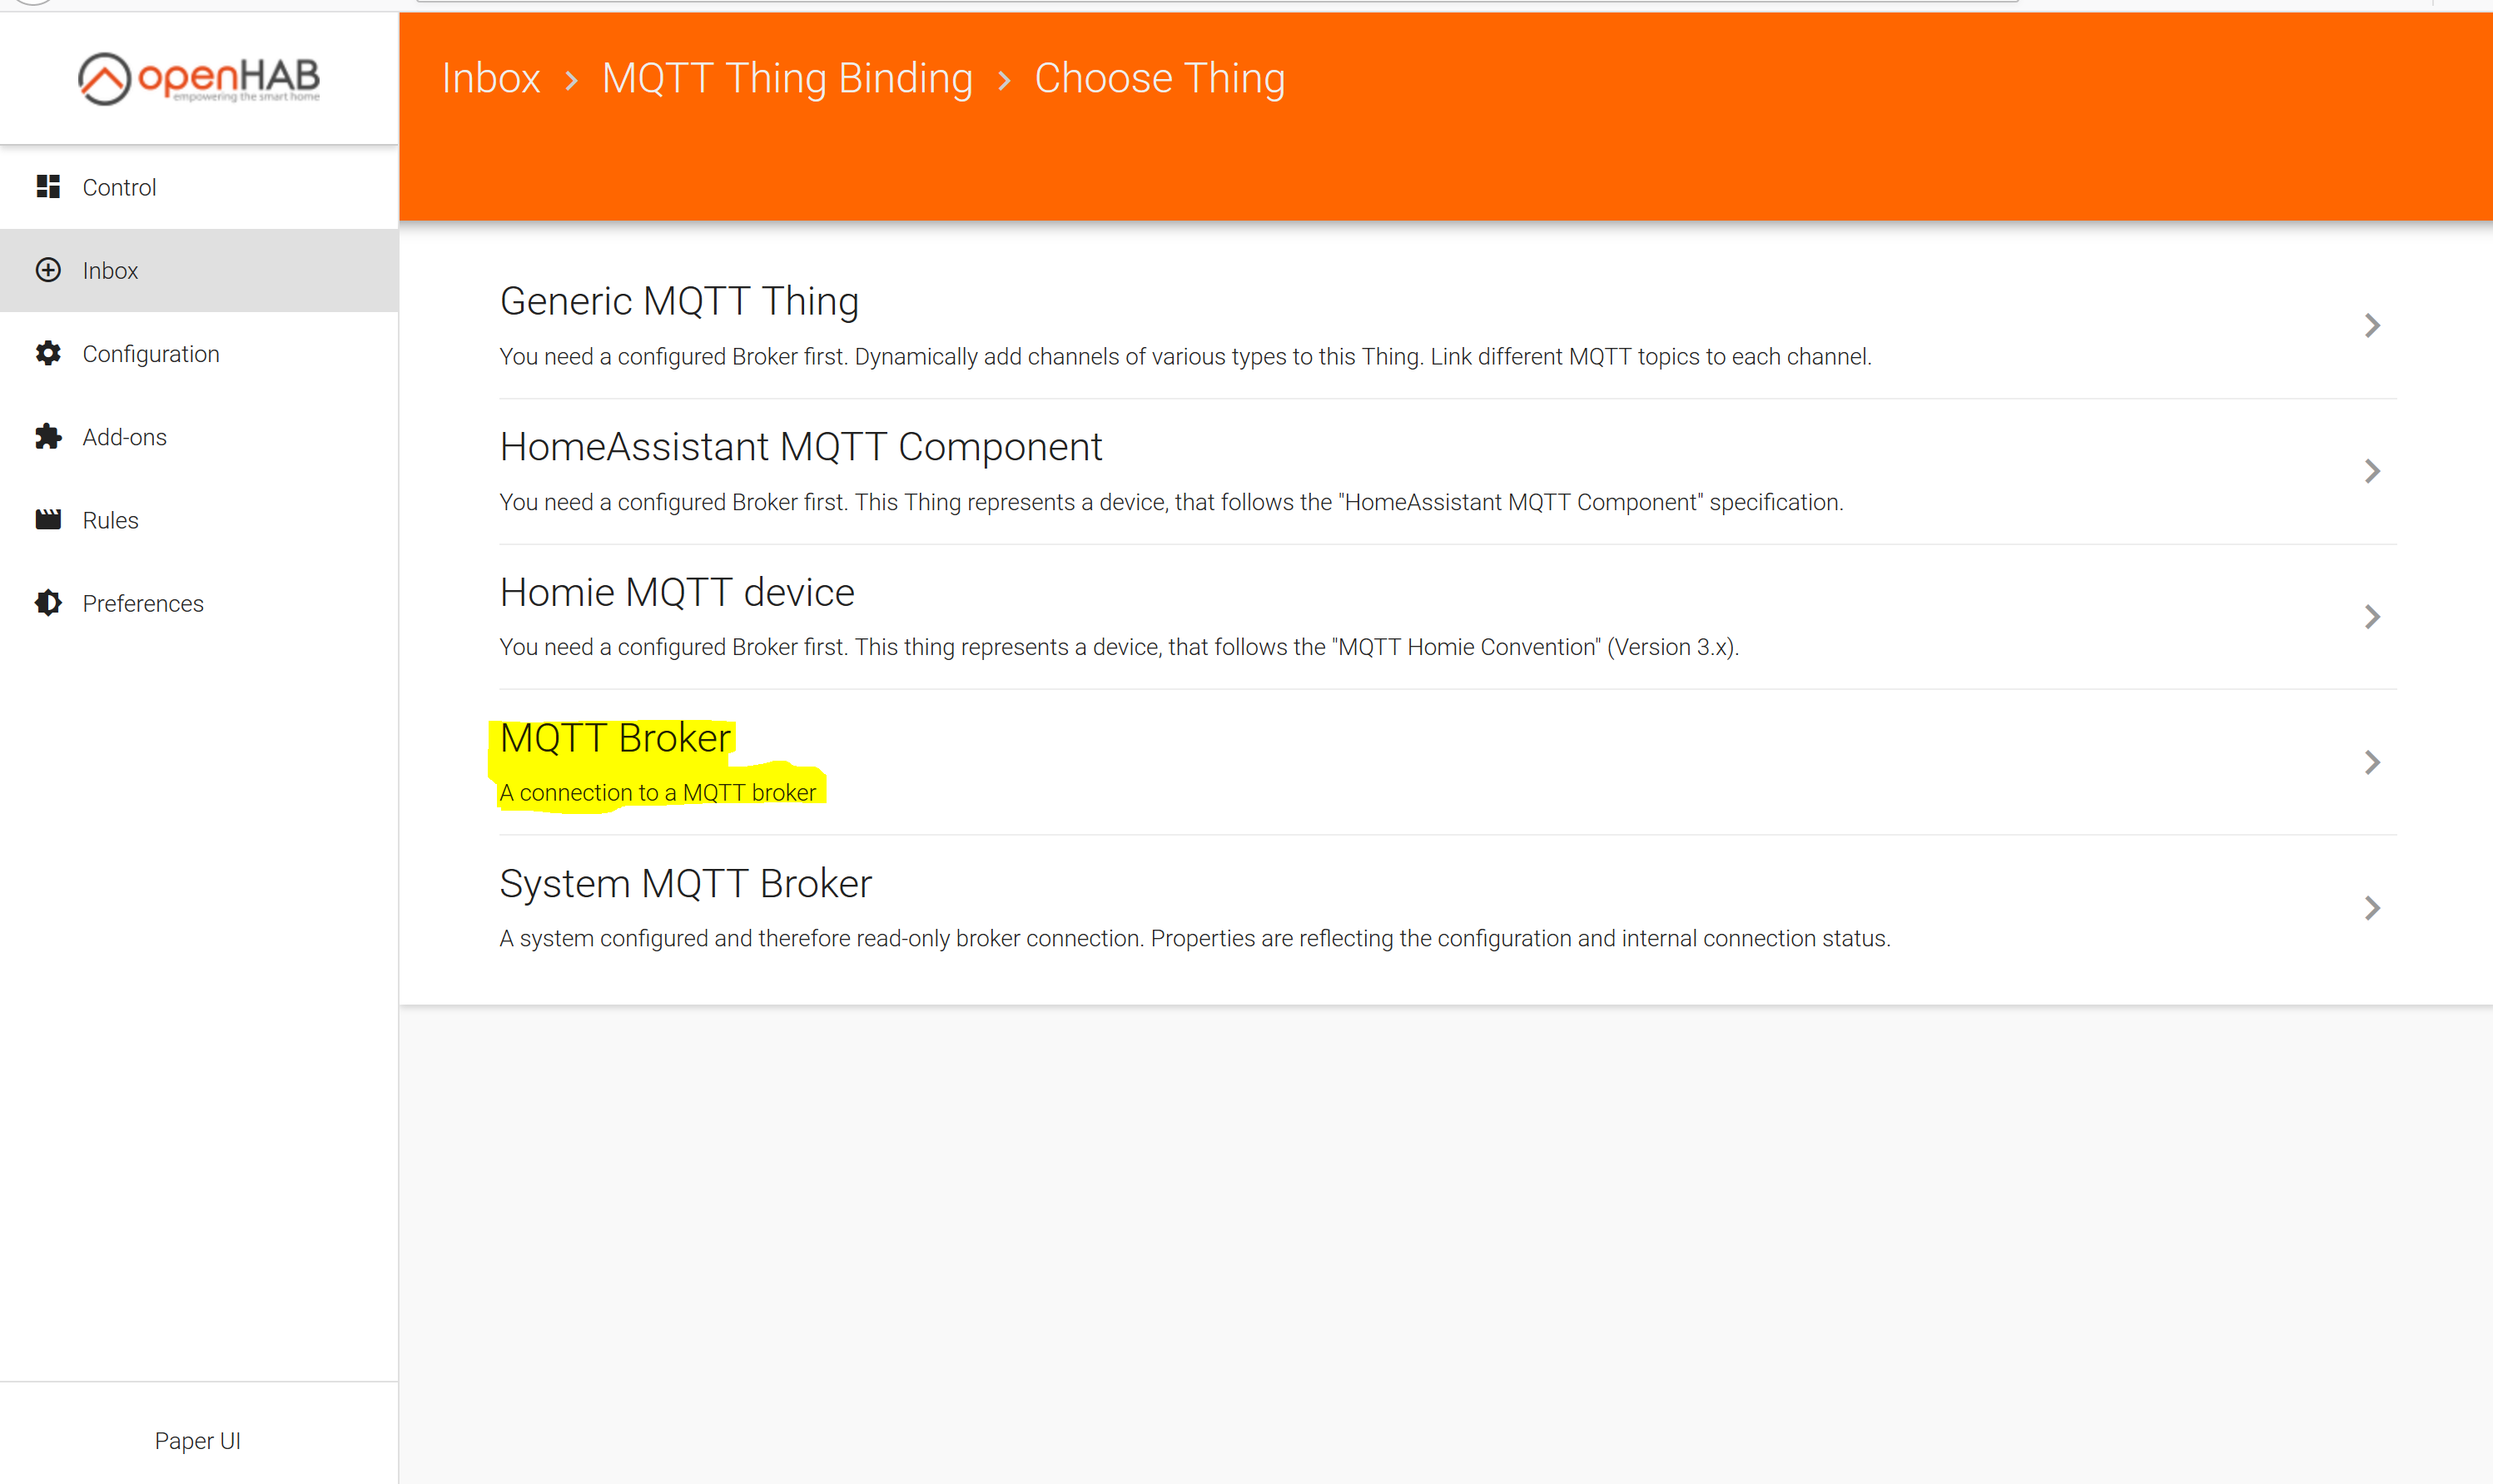 openHAB
empowering the smart home
Control
Inbox
Configuration
Add-ons
Rules
Preferences
Paper UI
Inbox › MQTT Thing Binding › Choose Thing
Generic MQTT Thing
You need a configured Broker first. Dynamically add channels of various types to this Thing. Link different MQTT topics to each channel.
HomeAssistant MQTT Component
You need a configured Broker first. This Thing represents a device, that follows the "HomeAssistant MQTT Component" specification.
Homie MQTT device
You need a configured Broker first. This thing represents a device, that follows the "MQTT Homie Convention" (Version 3.x).
MQTT Broker
A connection to a MQTT broker
System MQTT Broker
A system configured and therefore read-only broker connection. Properties are reflecting the configuration and internal connection status.